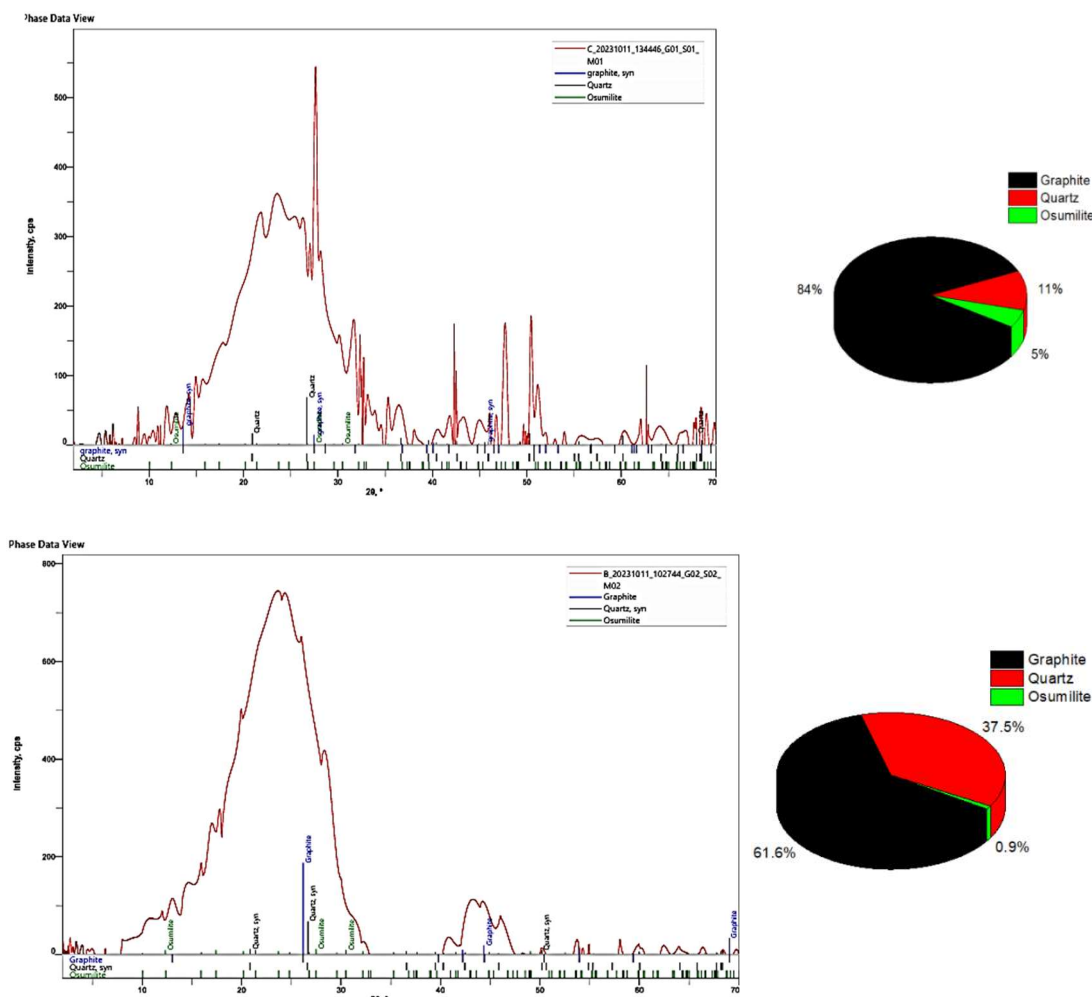 Phase Data View
C_20231011_134446_G01_S01_
M01
graphite, syn
Quartz
Osumilite
500
400
300
200
100
0
Intensity, cps
Osumilite
graphite, syn
Quartz
Quartz
graphite, syn
Osumilite
Osumilite
graphite, syn
Quartz
graphite, syn
Quartz
Osumilite
10
20
30
40
50
60
70
2θ, °
Graphite
Quartz
Osumilite
84%
11%
5%
Phase Data View
B_20231011_102744_G02_S02_
M02
Graphite
Quartz, syn
Osumilite
800
600
400
200
0
Intensity, cps
Osumilite
Quartz, syn
Graphite
Quartz, syn
Osumilite
Osumilite
Graphite
Quartz, syn
Graphite
Graphite
Quartz, syn
Osumilite
10
20
30
40
50
60
70
Graphite
Quartz
Osumilite
37.5%
61.6%
0.9%